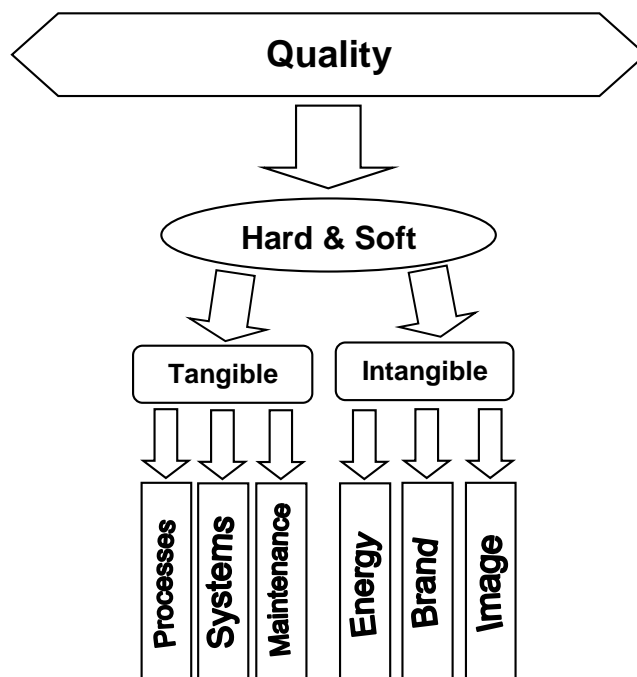 Quality
Hard & Soft
Tangible
Intangible
Processes
Systems
Maintenance
Energy
Brand
Image